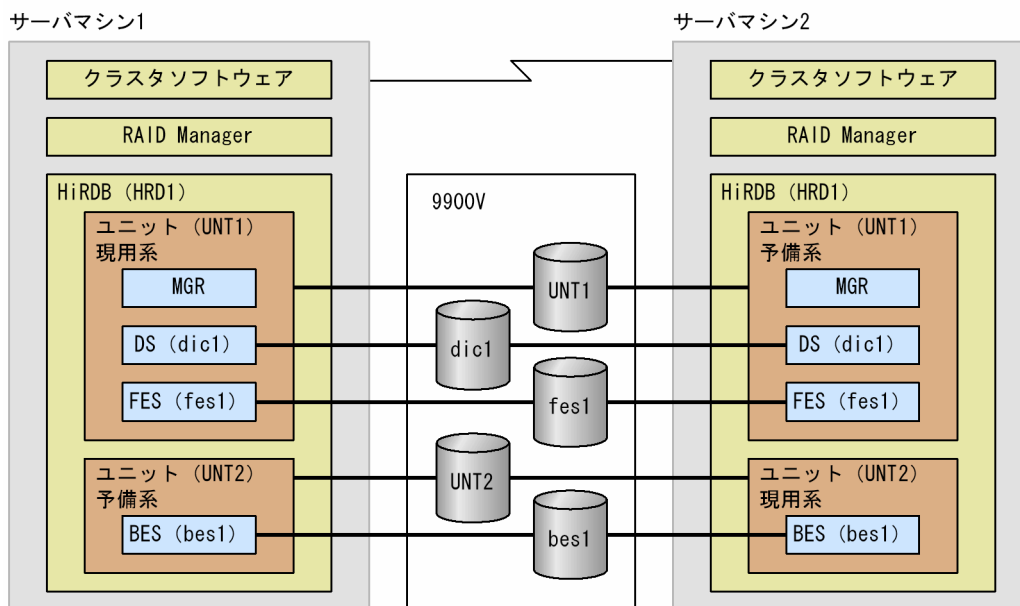 サーバマシン1
クラスタソフトウェア
RAID Manager
HiRDB (HRD1)
ユニット (UNT1)
現用系
MGR
DS (dic1)
FES (fes1)
ユニット (UNT2)
予備系
BES (bes1)
9900V
UNT1
dic1
fes1
UNT2
bes1
サーバマシン2
クラスタソフトウェア
RAID Manager
HiRDB (HRD1)
ユニット (UNT1)
予備系
MGR
DS (dic1)
FES (fes1)
ユニット (UNT2)
現用系
BES (bes1)